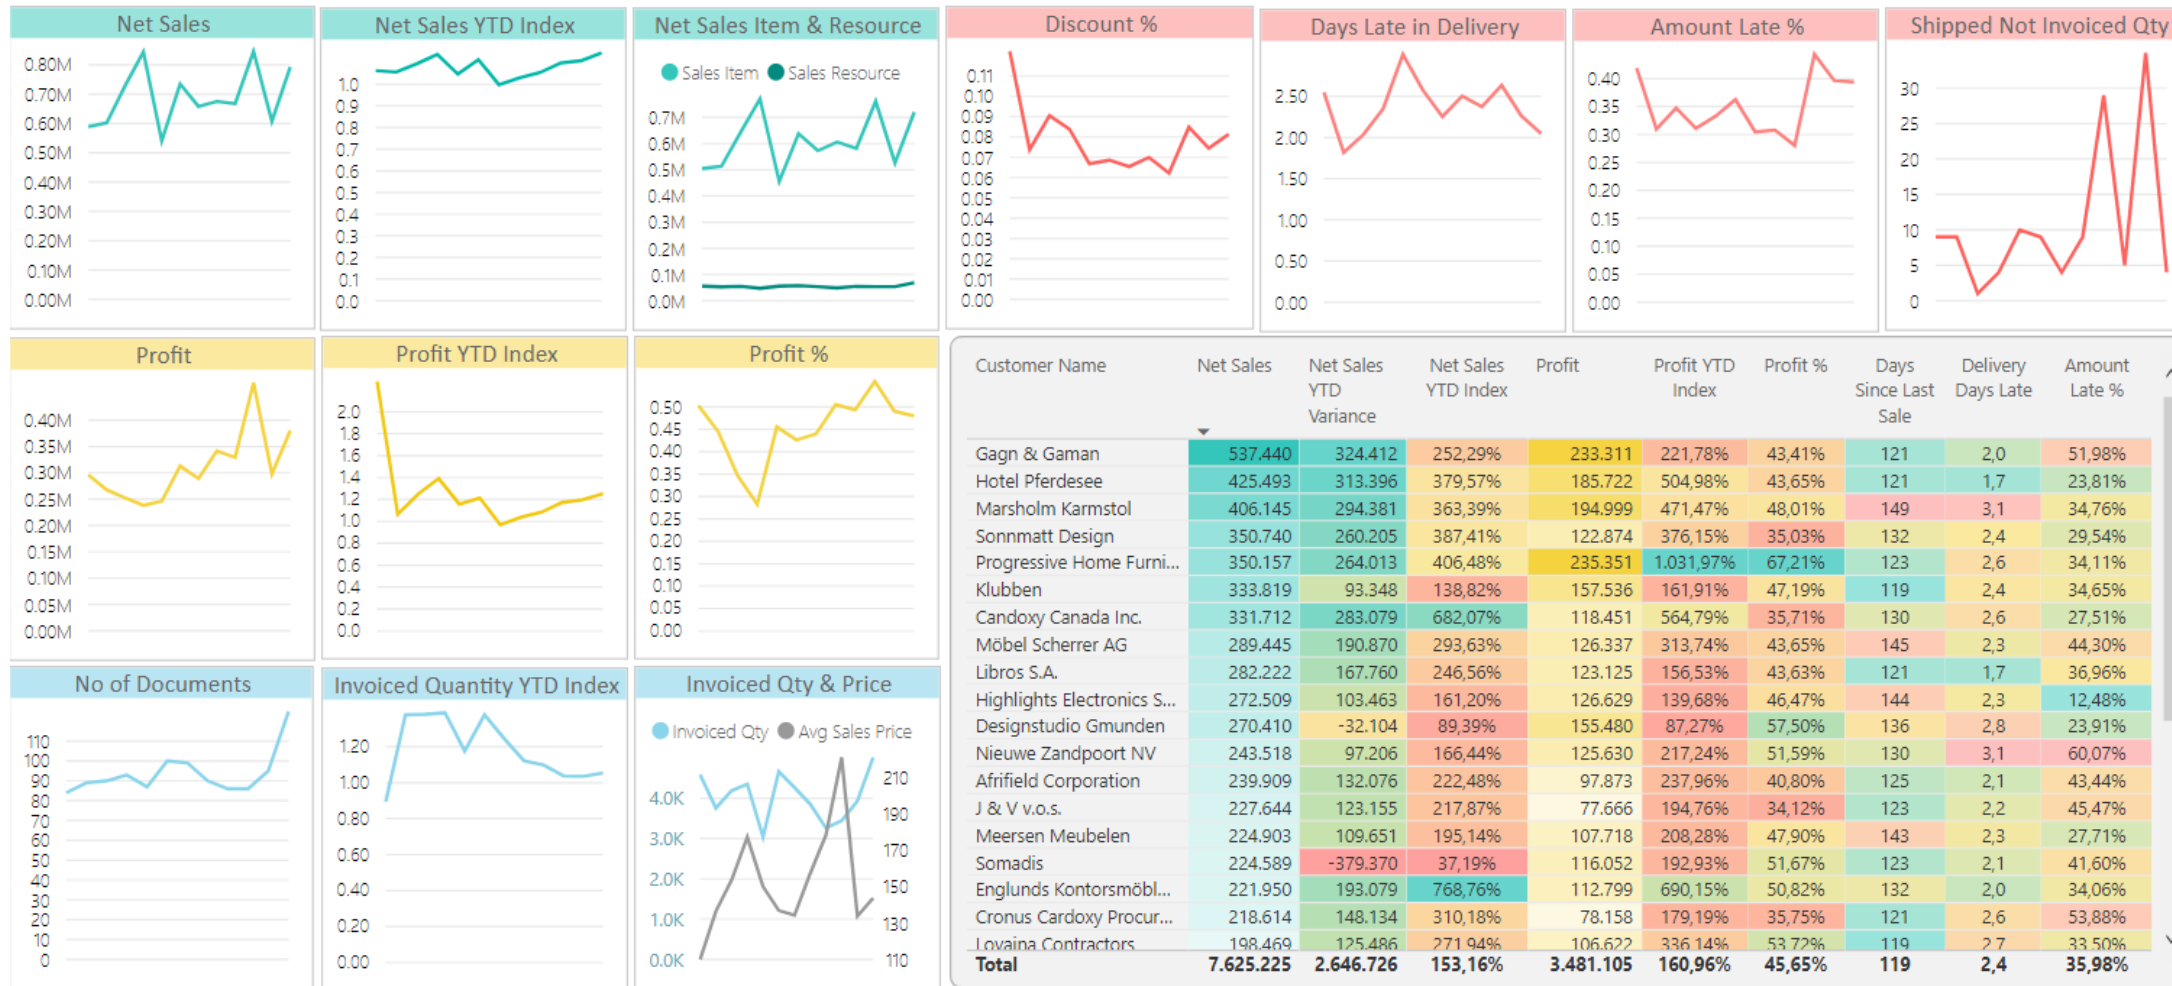 Net Sales
0.80M
0.70M
0.60M
0.50M
0.40M
0.30M
0.20M
0.10M
0.00M
Net Sales YTD Index
1.0
0.9
0.8
0.7
0.6
0.5
0.4
0.3
0.2
0.1
0.0
Net Sales Item & Resource
Sales Item Sales Resource
0.7M
0.6M
0.5M
0.4M
0.3M
0.2M
0.1M
0.0M
Discount %
0.11
0.10
0.09
0.08
0.07
0.06
0.05
0.04
0.03
0.02
0.01
0.00
Days Late in Delivery
2.50
2.00
1.50
1.00
0.50
0.00
Amount Late %
0.40
0.35
0.30
0.25
0.20
0.15
0.10
0.05
0.00
Shipped Not Invoiced Qty
30
25
20
15
10
5
0
Profit
0.40M
0.35M
0.30M
0.25M
0.20M
0.15M
0.10M
0.05M
0.00M
Profit YTD Index
2.0
1.8
1.6
1.4
1.2
1.0
0.8
0.6
0.4
0.2
0.0
Profit %
0.50
0.45
0.40
0.35
0.30
0.25
0.20
0.15
0.10
0.05
0.00
No of Documents
110
100
90
80
70
60
50
40
30
20
10
0
Invoiced Quantity YTD Index
1.20
1.00
0.80
0.60
0.40
0.20
0.00
Invoiced Qty & Price
Invoiced Qty Avg Sales Price
4.0K
3.0K
2.0K
1.0K
0.0K
210
190
170
150
130
110
Customer Name Net Sales Net Sales YTD Variance Net Sales YTD Index Profit Profit YTD Index Profit % Days Since Last Sale Delivery Days Late Amount Late %
Gagn & Gaman 537.440 324.412 252,29% 233.311 221,78% 43,41% 121 2,0 51,98%
Hotel Pferdesee 425.493 313.396 379,57% 185.722 504,98% 43,65% 121 1,7 23,81%
Marsholm Karmstol 406.145 294.381 363,39% 194.999 471,47% 48,01% 149 3,1 34,76%
Sonnmatt Design 350.740 260.205 387,41% 122.874 376,15% 35,03% 132 2,4 29,54%
Progressive Home Furni... 350.157 264.013 406,48% 235.351 1.031,97% 67,21% 123 2,6 34,11%
Klubben 333.819 93.348 138,82% 157.536 161,91% 47,19% 119 2,4 34,65%
Candoxy Canada Inc. 331.712 283.079 682,07% 118.451 564,79% 35,71% 130 2,6 27,51%
Möbel Scherrer AG 289.445 190.870 293,63% 126.337 313,74% 43,65% 145 2,3 44,30%
Libros S.A. 282.222 167.760 246,56% 123.125 156,53% 43,63% 121 1,7 36,96%
Highlights Electronics S... 272.509 103.463 161,20% 126.629 139,68% 46,47% 144 2,3 12,48%
Designstudio Gmunden 270.410 -32.104 89,39% 155.480 87,27% 57,50% 136 2,8 23,91%
Nieuwe Zandpoort NV 243.518 97.206 166,44% 125.630 217,24% 51,59% 130 3,1 60,07%
Afrifield Corporation 239.909 132.076 222,48% 97.873 237,96% 40,80% 125 2,1 43,44%
J & V v.o.s. 227.644 123.155 217,87% 77.666 194,76% 34,12% 123 2,2 45,47%
Meersen Meubelen 224.903 109.651 195,14% 107.718 208,28% 47,90% 143 2,3 27,71%
Somadis 224.589 -379.370 37,19% 116.052 192,93% 51,67% 123 2,1 41,60%
Englunds Kontorsmöbl... 221.950 193.079 768,76% 112.799 690,15% 50,82% 132 2,0 34,06%
Cronus Cardoxy Procur... 218.614 148.134 310,18% 78.158 179,19% 35,75% 121 2,6 53,88%
Lovaina Contractors 198.469 125.486 271,94% 106.622 336,14% 53,72% 119 2,7 33,50%
Total 7.625.225 2.646.726 153,16% 3.481.105 160,96% 45,65% 119 2,4 35,98%